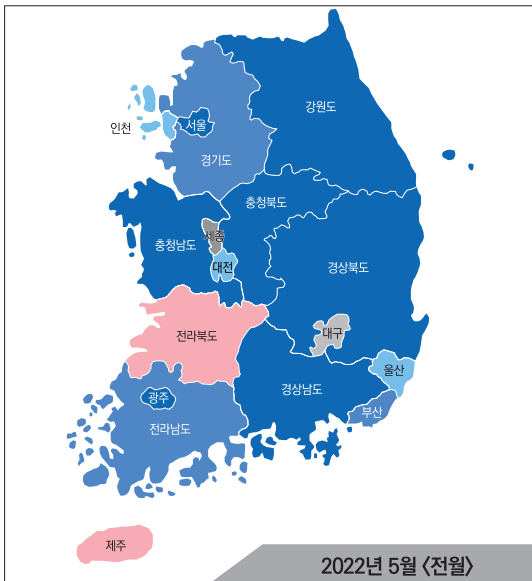 강원도
인천
서울
경기도
충청북도
세종
충청남도
대전
경상북도
대구
전라북도
울산
경상남도
광주
부산
전라남도
제주
2022년 5월 <전월>